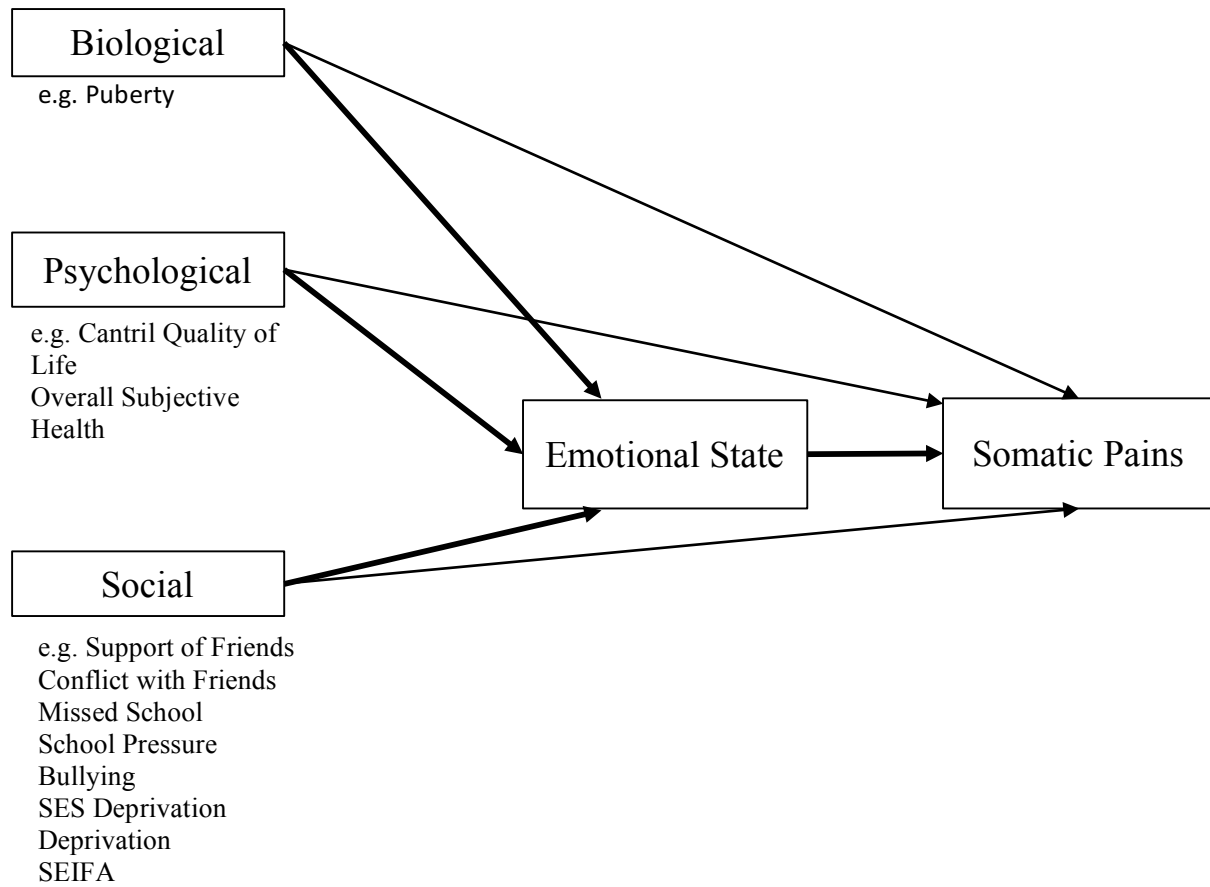 Biological
e.g. Puberty
Psychological
e.g. Cantril Quality of
Life
Overall Subjective
Health
Emotional State
Somatic Pains
Social
e.g. Support of Friends
Conflict with Friends
Missed School
School Pressure
Bullying
SES Deprivation
Deprivation
SEIFA